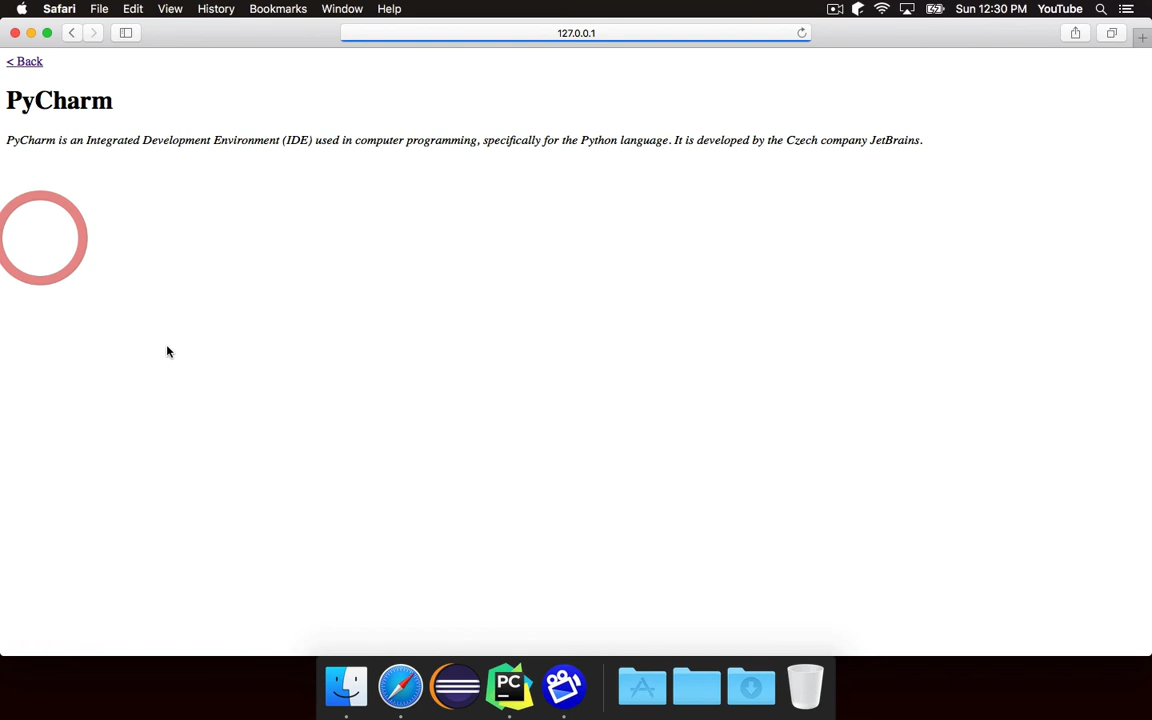 Safari File Edit View History Bookmarks Window Help Sun 12:30 PM YouTube
127.0.0.1
< Back
PyCharm
PyCharm is an Integrated Development Environment (IDE) used in computer programming, specifically for the Python language. It is developed by the Czech company JetBrains.
PC